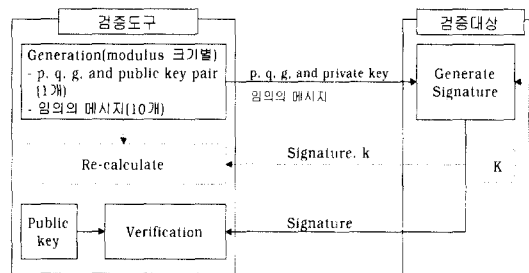 검증도구
검증대상
Generation(modulus 크기별)
- p. q, g, and public key pair
(1개)
- 임의의 메시지(10개)
p, q, g, and private key
임의의 메시지
Generate
Signature
Re-calculate
Signature, k
K
Public
key
Verification
Signature